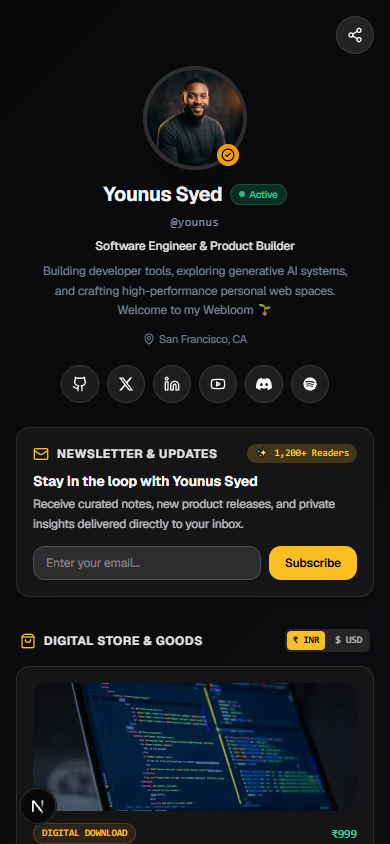 Younus Syed
Active
@younus
Software Engineer & Product Builder
Building developer tools, exploring generative AI systems,
and crafting high-performance personal web spaces.
Welcome to my Webloom 🌱
San Francisco, CA
NEWSLETTER & UPDATES
✨ 1,200+ Readers
Stay in the loop with Younus Syed
Receive curated notes, new product releases, and private
insights delivered directly to your inbox.
Enter your email...
Subscribe
DIGITAL STORE & GOODS
₹ INR
$ USD
N
DIGITAL DOWNLOAD
₹999